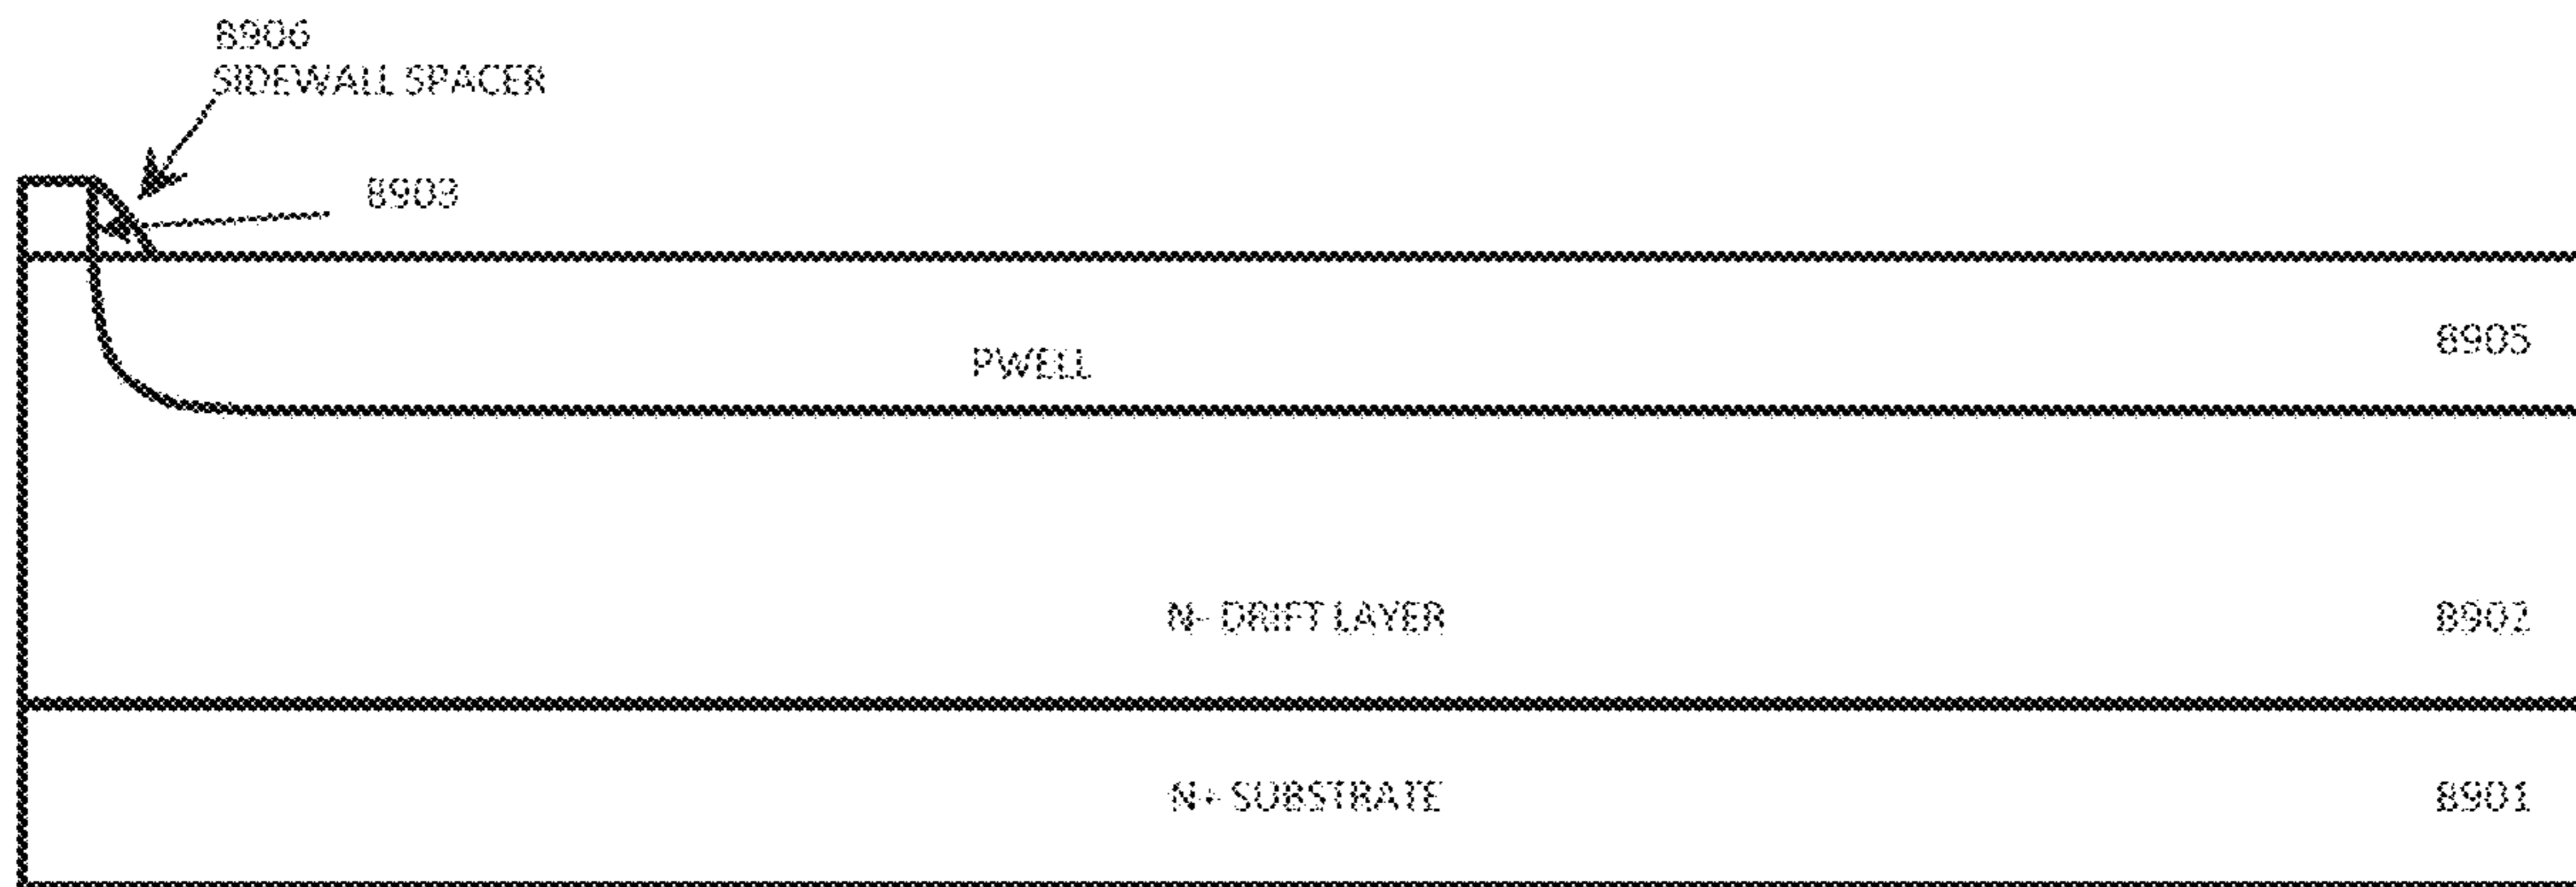 8906
SIDEWALL SPACER
8903
8905
PWELL
N- DRIFT LAYER
8902
N+ SUBSTRATE
8901